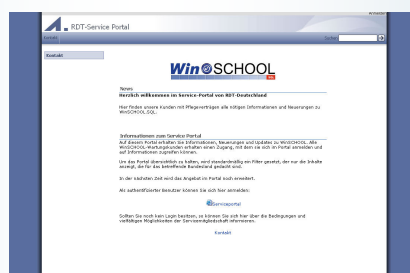 Anmelden
RDT-Service Portal
Kontakt
Suchen
Kontakt
Win SCHOOL
News
Herzlich willkommen im Service-Portal von RDT-Deutschland
Hier finden unsere Kunden mit Pflegeverträgen alle nötigen Informationen und Neuerungen zu
WinSCHOOL.SQL.
Informationen zum Service Portal
Auf diesem Portal erhalten Sie Informationen, Neuerungen und Updates zu WinSCHOOL. Alle
WinSCHOOL-Wartungskunden erhalten einen Zugang, mit dem sie sich im Portal anmelden und
auf Informationen zugreifen können.
Um das Portal übersichtlich zu halten, wird standardmäßig ein Filter gesetzt, der nur die Inhalte
anzeigt, die für das betreffende Bundesland gedacht sind.
In der nächsten Zeit wird das Angebot im Portal noch erweitert.
Als authentifizierter Benutzer können Sie sich hier anmelden:
Serviceportal
Sollten Sie noch kein Login besitzen, so können Sie sich hier über die Bedingungen und
vielfältigen Möglichkeiten der Servicemitgliedschaft informieren.
Kontakt